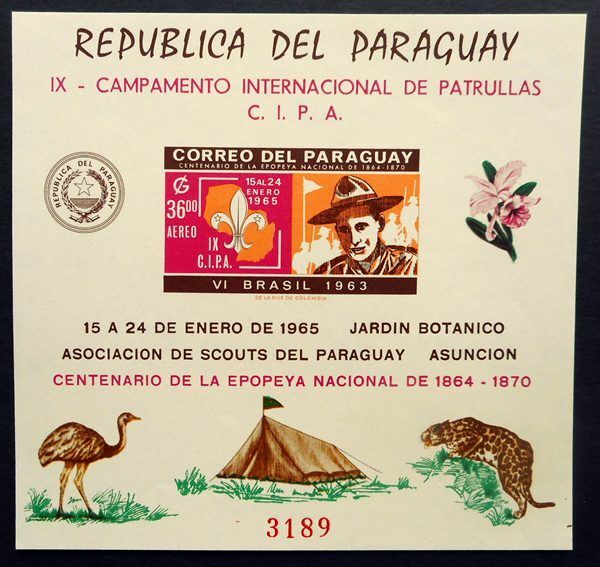 REPUBLICA DEL PARAGUAY
IX - CAMPAMENTO INTERNACIONAL DE PATRULLAS
C. I. P. A.
REPUBLICA DEL PARAGUAY
CORREO DEL PARAGUAY
CENTENARIO DE LA EPOPEYA NACIONAL DE 1864-1870
₲
36.00
AEREO
15 AL 24
ENERO
1965
IX
C.I.P.A.
VI BRASIL 1963
DE LA RUE DE COLOMBIA
15 A 24 DE ENERO DE 1965 JARDIN BOTANICO
ASOCIACION DE SCOUTS DEL PARAGUAY ASUNCION
CENTENARIO DE LA EPOPEYA NACIONAL DE 1864 - 1870
3189